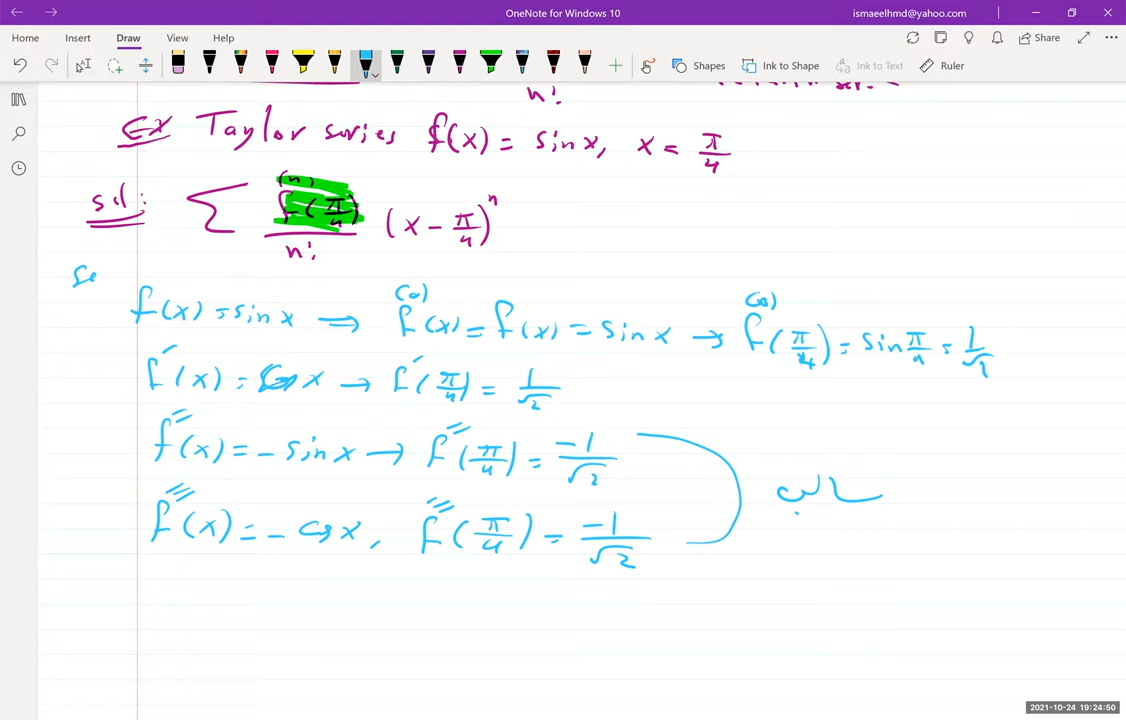 OneNote for Windows 10
ismaeelhmd@yahoo.com
Home Insert Draw View Help
Share
Shapes Ink to Shape Ink to Text Ruler
n!
Ex Taylor series f(x) = sin x, x = π/4
sol: Σ f^(n)(π/4)/n! (x - π/4)^n
So
f(x) = sin x ⟹ f^(0)(x) = f(x) = sin x → f^(0)(π/4) = sin π/4 = 1/√2
f'(x) = cos x → f'(π/4) = 1/√2
f''(x) = - sin x → f''(π/4) = -1/√2
سالب
f'''(x) = - cos x, f'''(π/4) = -1/√2
2021-10-24 19:24:50